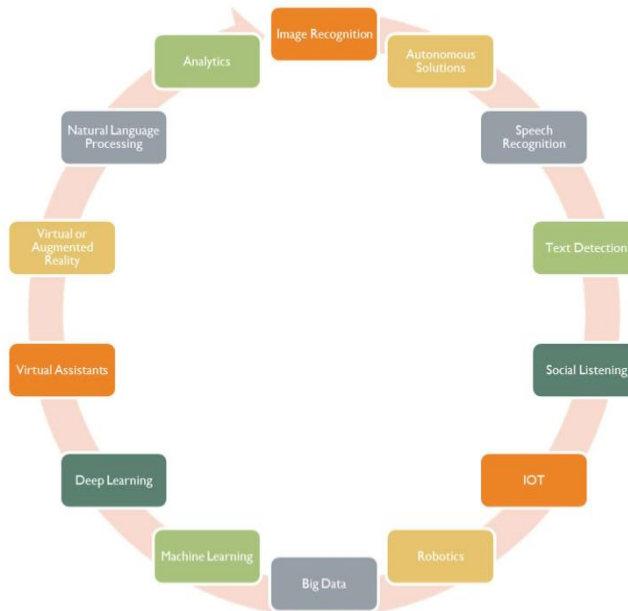 Image Recognition
Autonomous
Solutions
Speech
Recognition
Text Detection
Social Listening
IOT
Robotics
Big Data
Machine Learning
Deep Learning
Virtual Assistants
Virtual or
Augmented
Reality
Natural Language
Processing
Analytics